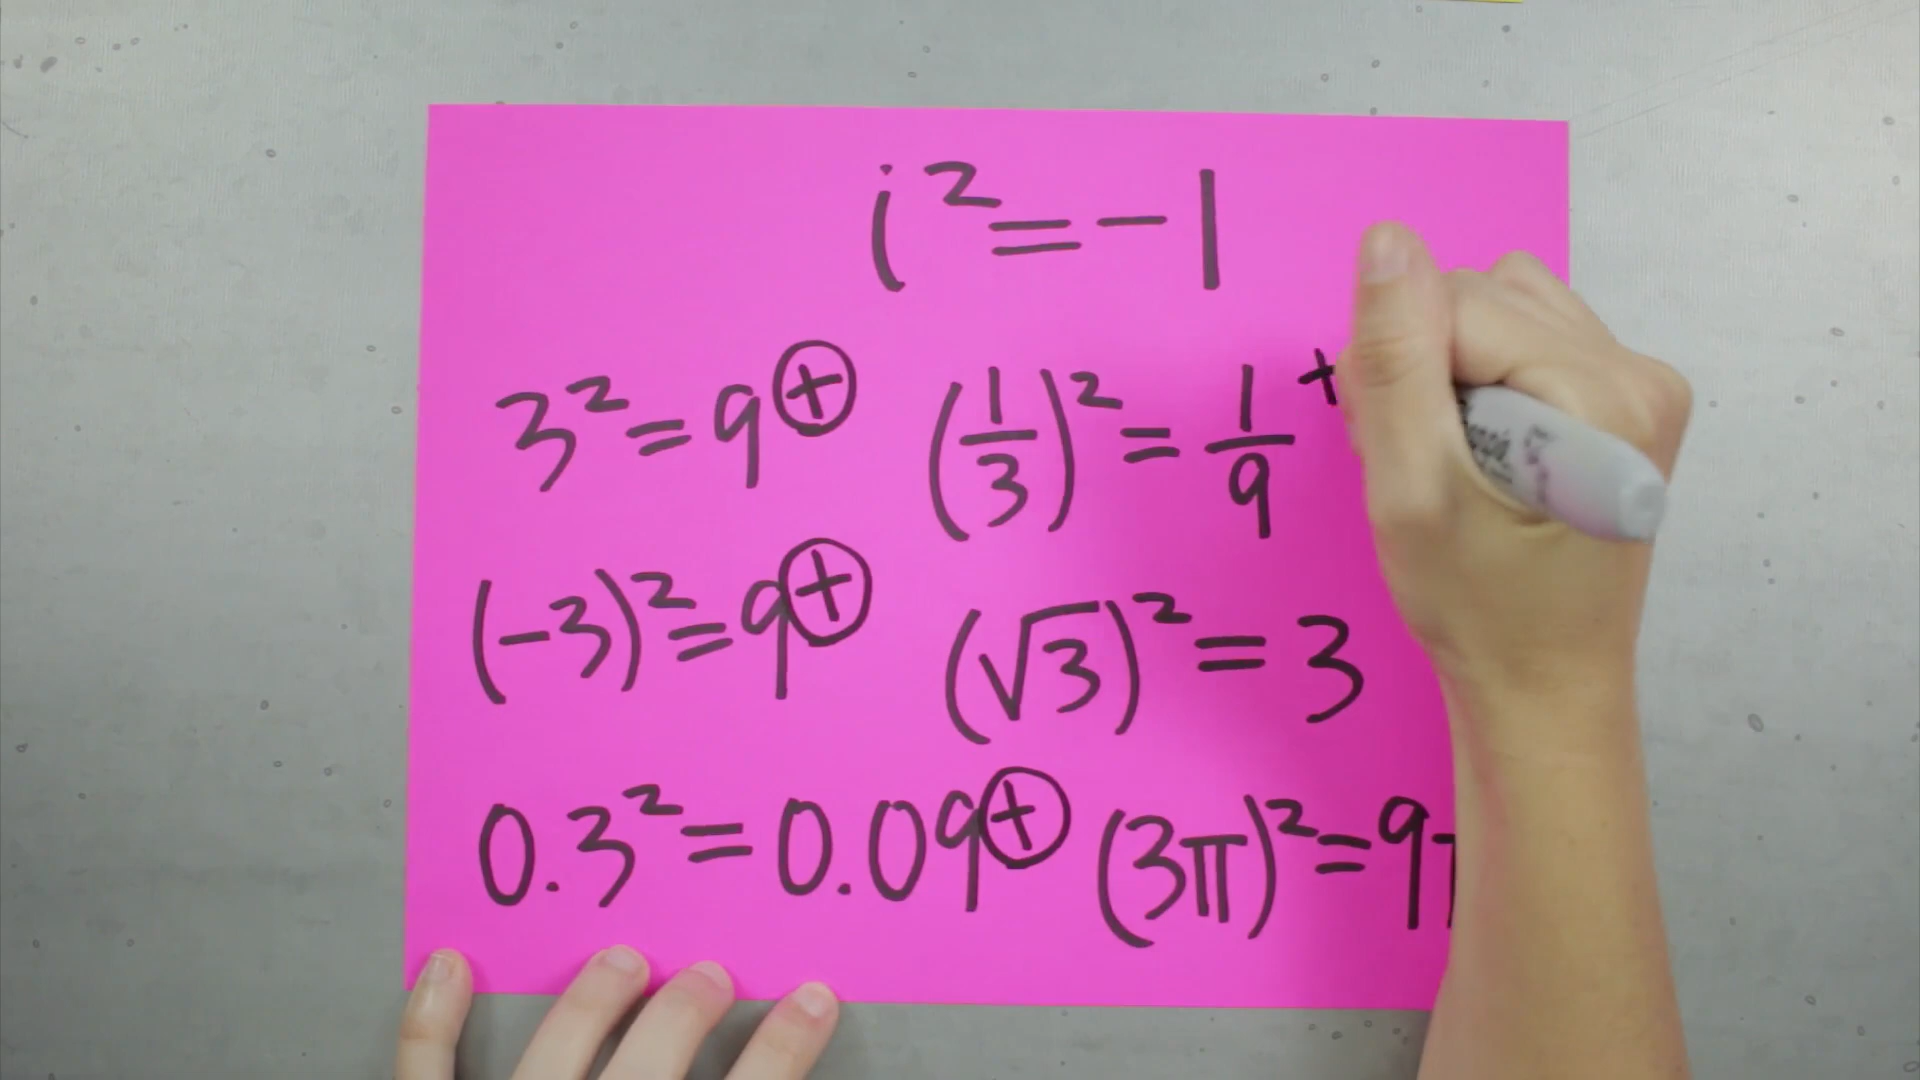 i² = -1
3² = 9 ⊕ (1/3)² = 1/9 +
(-3)² = 9 ⊕ (√3)² = 3
0.3² = 0.09 ⊕ (3π)² = 9